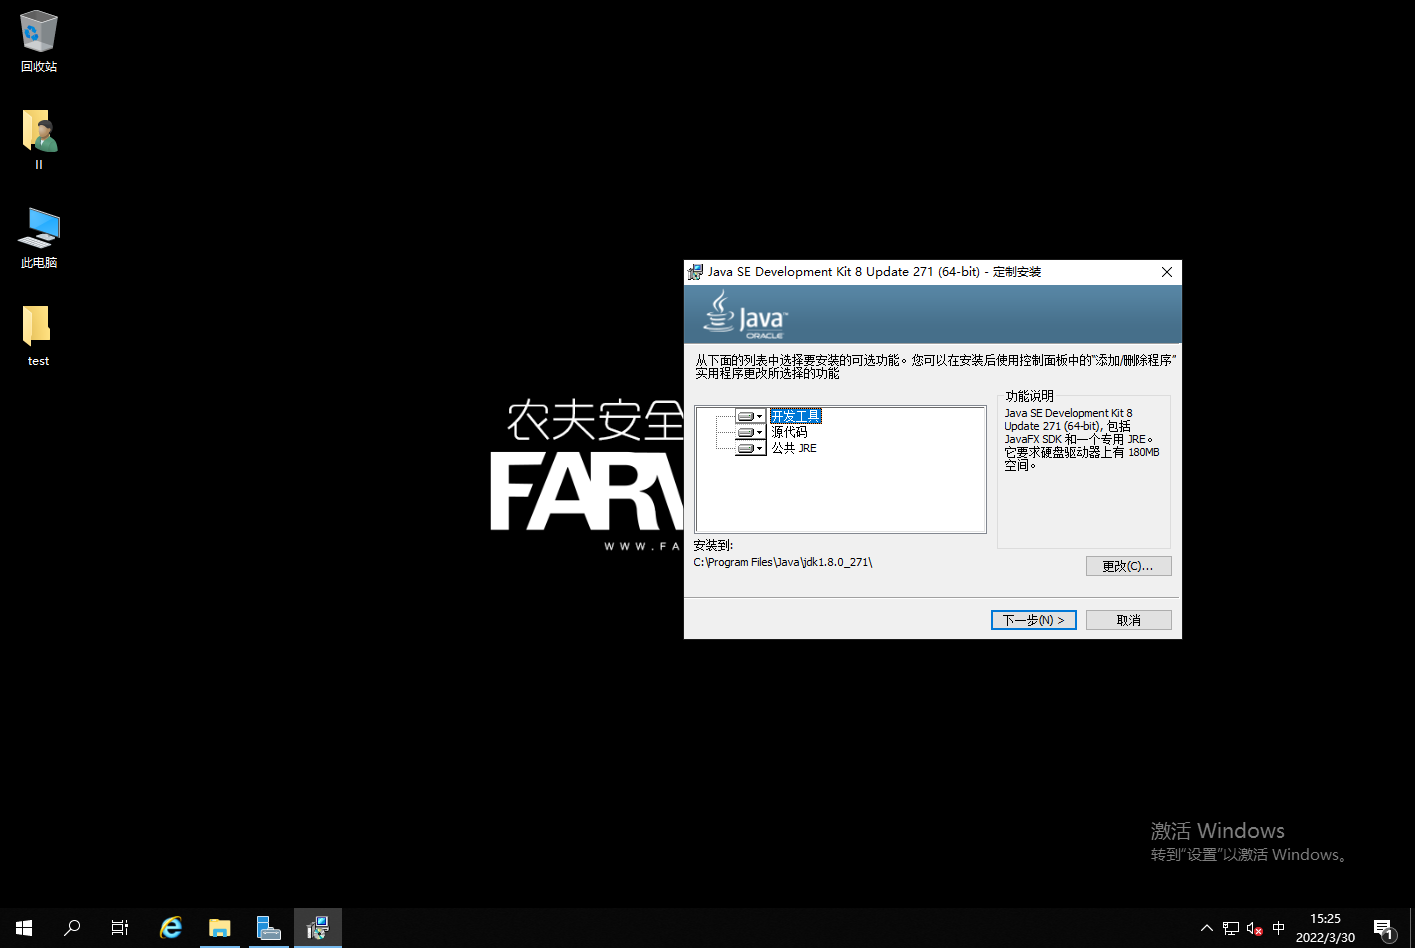 回收站
ll
此电脑
test
农夫安全
FAR
WWW.FA
Java SE Development Kit 8 Update 271 (64-bit) - 定制安装
Java
ORACLE
从下面的列表中选择要安装的可选功能。您可以在安装后使用控制面板中的“添加/删除程序”
实用程序更改所选择的功能
开发工具
源代码
公共 JRE
功能说明
Java SE Development Kit 8
Update 271 (64-bit), 包括
JavaFX SDK 和一个专用 JRE。
它要求硬盘驱动器上有 180MB
空间。
安装到:
C:\Program Files\Java\jdk1.8.0_271\
更改(C)...
下一步(N) >
取消
激活 Windows
转到“设置”以激活 Windows。
中
15:25
2022/3/30
1